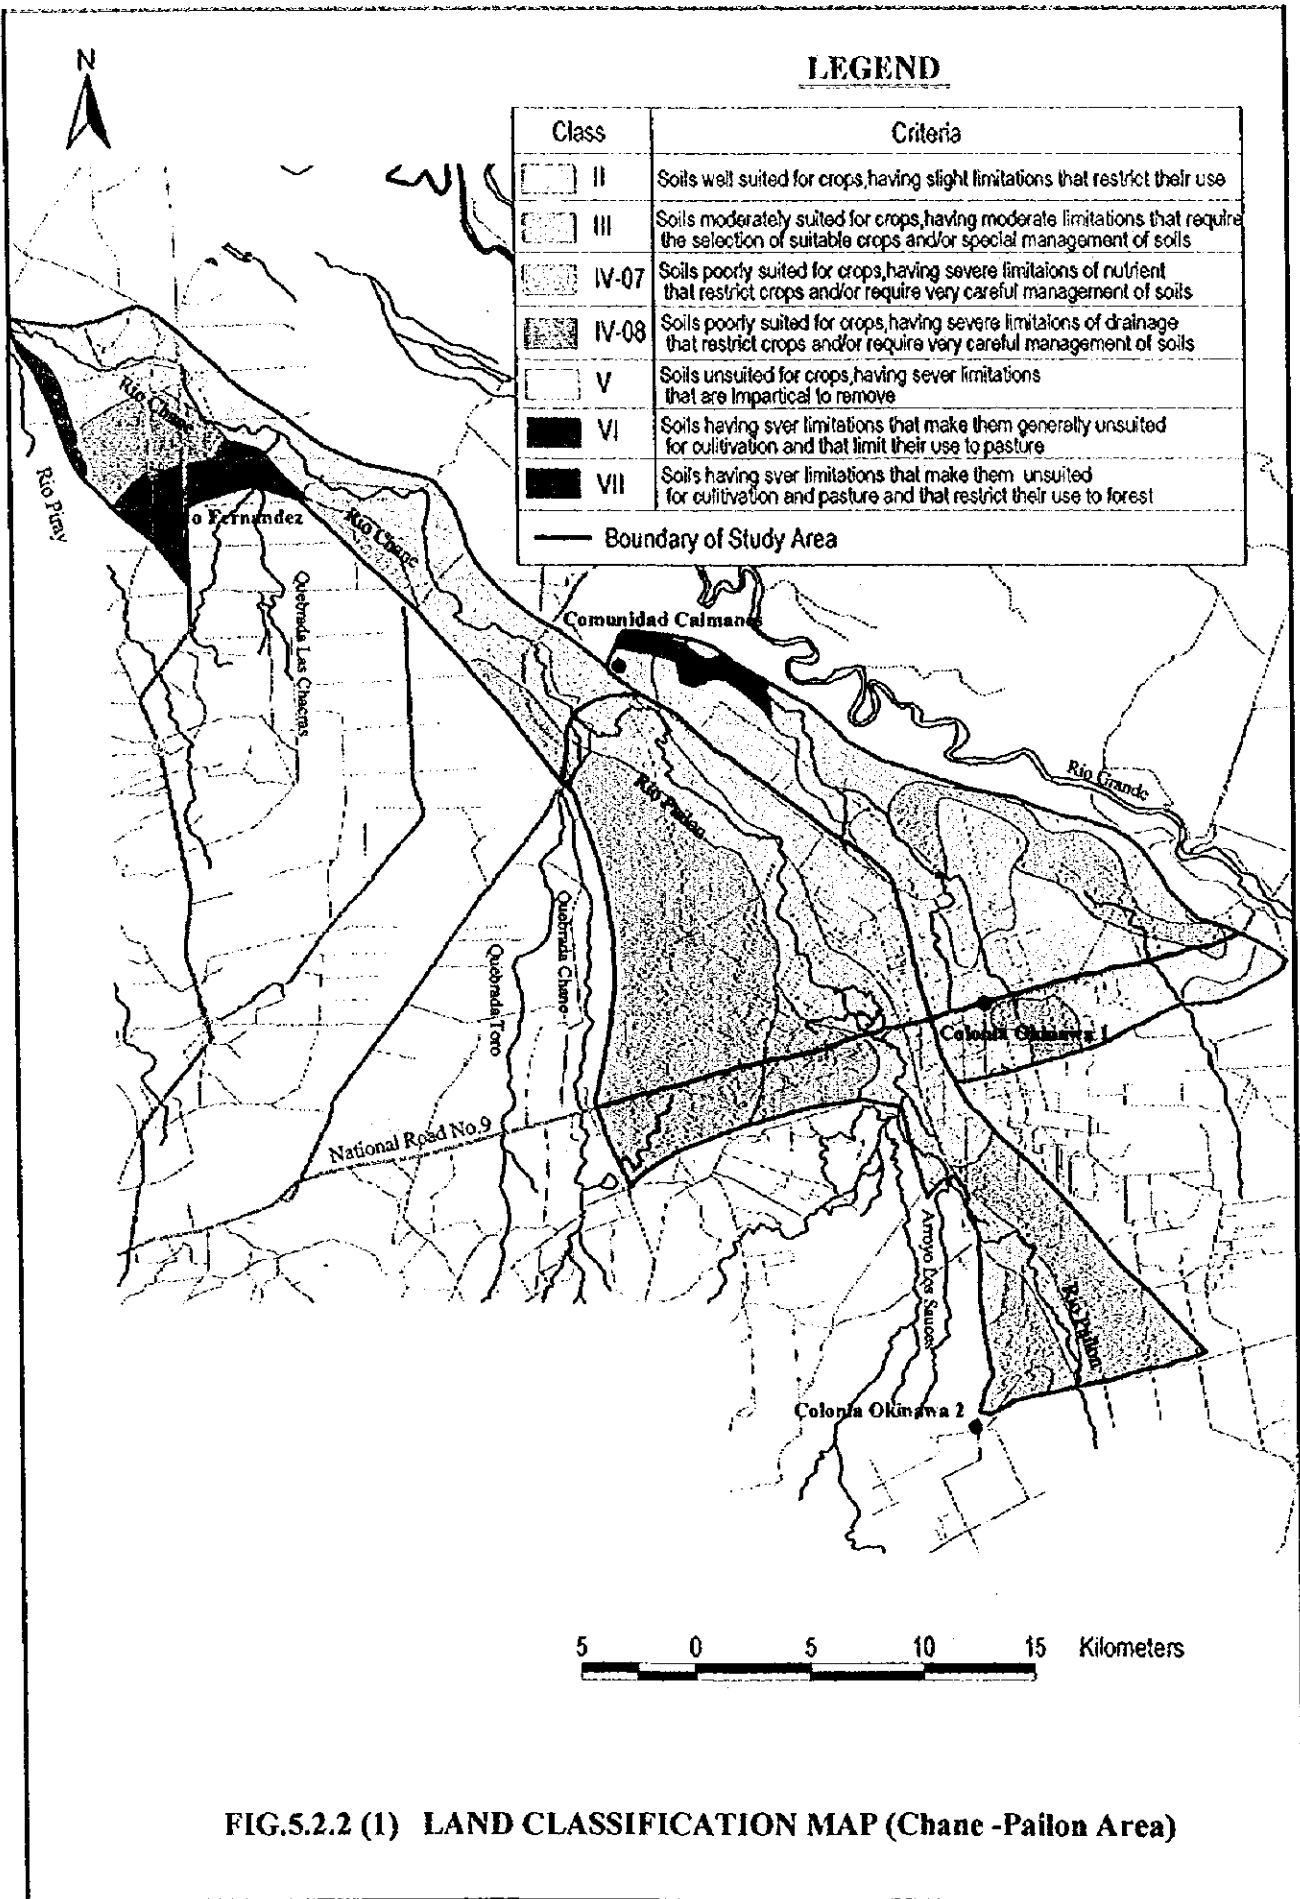 N
LEGEND
Class Criteria
II Soils well suited for crops,having slight limitations that restrict their use
III Soils moderately suited for crops,having moderate limitations that require
the selection of suitable crops and/or special management of soils
IV-07 Soils poorly suited for crops,having severe limitaions of nutrient
that restrict crops and/or require very careful management of soils
IV-08 Soils poorly suited for crops,having severe limitaions of drainage
that restrict crops and/or require very careful management of soils
V Soils unsuited for crops,having sever limitations
that are Impartical to remove
VI Soils having sver limitations that make them generally unsuited
for culitivation and that limit their use to pasture
VII Soils having sver limitations that make them unsuited
for culitivation and pasture and that restrict their use to forest
Boundary of Study Area
Rio Chane
Rio Piray
o Fernandez
Rio Chane
Quebrada Las Chacras
Comunidad Caimanes
Rio Grande
Rio Pailon
Quebrada Chane
Quebrada Toro
Colonia Okinawa 1
National Road No.9
Arroyo Los Sauces
Rio Pailon
Colonia Okinawa 2
5 0 5 10 15 Kilometers
FIG.5.2.2 (1) LAND CLASSIFICATION MAP (Chane -Pailon Area)